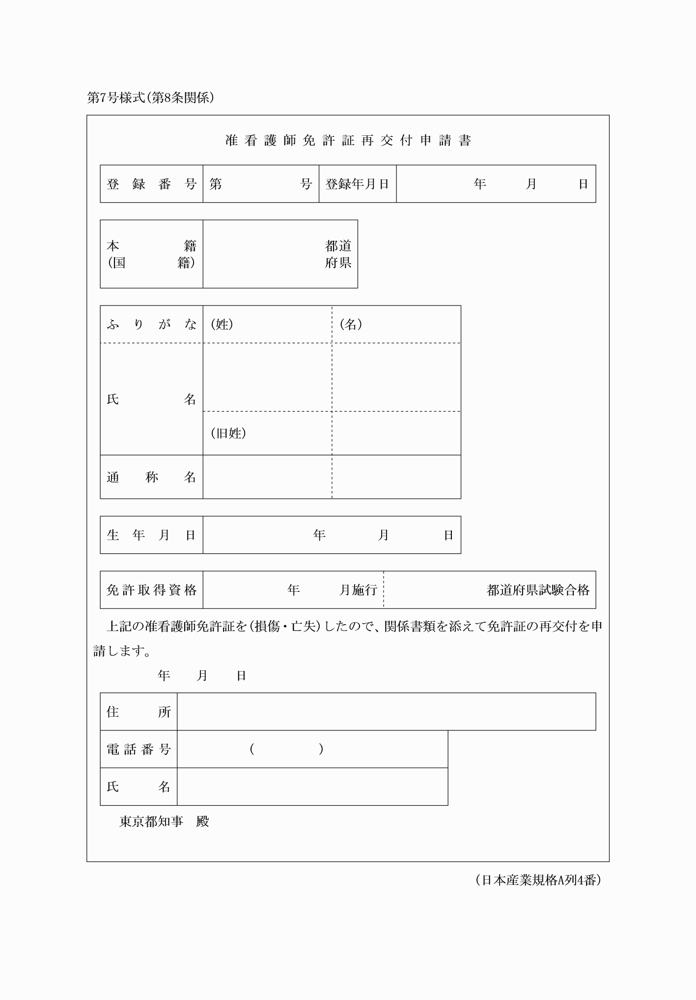 第7号様式(第8条関係)
准看護師免許証再交付申請書
登録番号 第 号 登録年月日 年 月 日
本籍 都道
(国籍) 府県
ふりがな (姓) (名)
氏名
(旧姓)
通称名
生年月日 年 月 日
免許取得資格 年 月施行 都道府県試験合格
上記の准看護師免許証を(損傷・亡失)したので、関係書類を添えて免許証の再交付を申
請します。
年 月 日
住所
電話番号 ( )
氏名
東京都知事 殿
(日本産業規格A列4番)